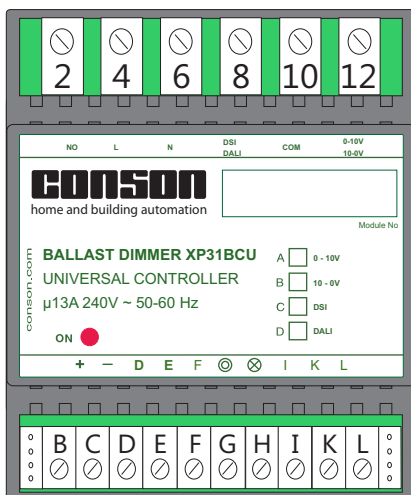 2 4 6 8 10 12
NO L N DSI COM 0-10V
DALI 10-0V
conson
home and building automation
Module No
conson.com
BALLAST DIMMER XP31BCU
UNIVERSAL CONTROLLER
µ13A 240V ~ 50-60 Hz
ON
A 0 - 10V
B 10 - 0V
C DSI
D DALI
+ − D E F I K L
B C D E F G H I K L